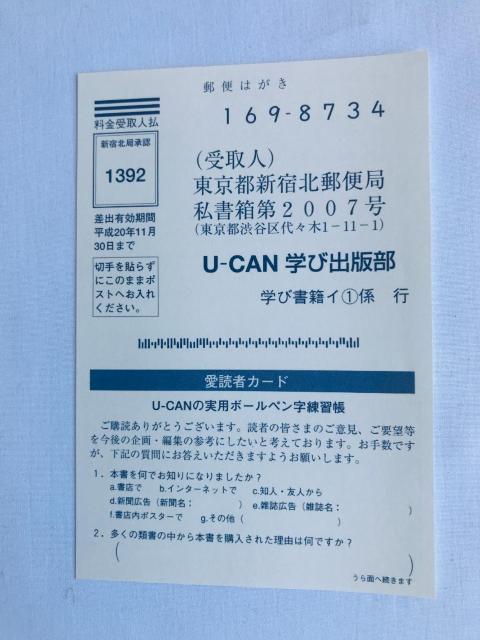 郵便はがき
169-8734
料金受取人払
新宿北局承認
1392
差出有効期間
平成20年11月
30日まで
切手を貼らず
にこのままポ
ストへお入れ
ください。
(受取人)
東京都新宿北郵便局
私書箱第2007号
(東京都渋谷区代々木1-11-1)
U-CAN 学び出版部
学び書籍イ①係 行
愛読者カード
U-CANの実用ボールペン字練習帳
ご購読ありがとうございます。読者の皆さまのご意見、ご要望等
を今後の企画・編集の参考にしたいと考えております。お手数です
が、下記の質問にお答えいただきますようお願いします。
1．本書を何でお知りになりましたか？
a.書店で b.インターネットで c.知人・友人から
d.新聞広告（新聞名： ） e.雑誌広告（雑誌名： ）
f.書店内ポスターで g.その他（ ）
2．多くの類書の中から本書を購入された理由は何ですか？
( )
うら面へ続きます